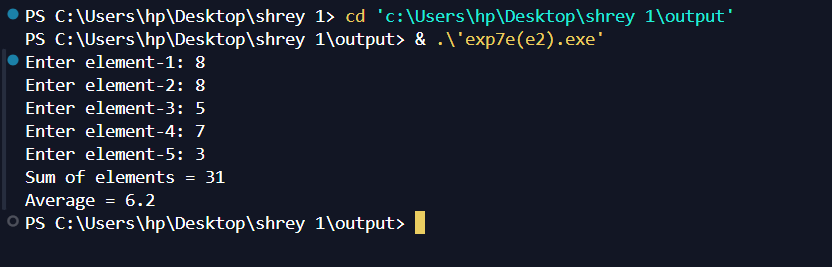 PS C:\Users\hp\Desktop\shrey 1> cd 'c:\Users\hp\Desktop\shrey 1\output'
PS C:\Users\hp\Desktop\shrey 1\output> & .\'exp7e(e2).exe'
Enter element-1: 8
Enter element-2: 8
Enter element-3: 5
Enter element-4: 7
Enter element-5: 3
Sum of elements = 31
Average = 6.2
PS C:\Users\hp\Desktop\shrey 1\output>